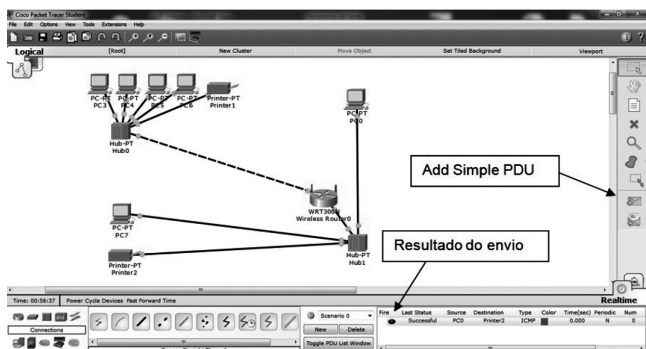 Cisco Packet Tracer Student
File Edit Options View Tools Extensions Help
Logical [Root] New Cluster Move Object Set Tiled Background Viewport
PC-PT PC-PT PC-PT PC-PT Printer-PT
PC3 PC4 PC5 PC6 Printer1
PC-PT
PC0
Hub-PT
Hub0
Add Simple PDU
WRT300N
Wireless Router0
PC-PT
PC7
Resultado do envio
Printer-PT
Printer2
Hub-PT
Hub1
Time: 00:56:37 Power Cycle Devices Fast Forward Time Realtime
Scenario 0 Fire Last Status Source Destination Type Color Time(sec) Periodic Num
Connections New Delete Successful PC0 Printer2 ICMP 0.000 N 0
Toggle PDU List Window